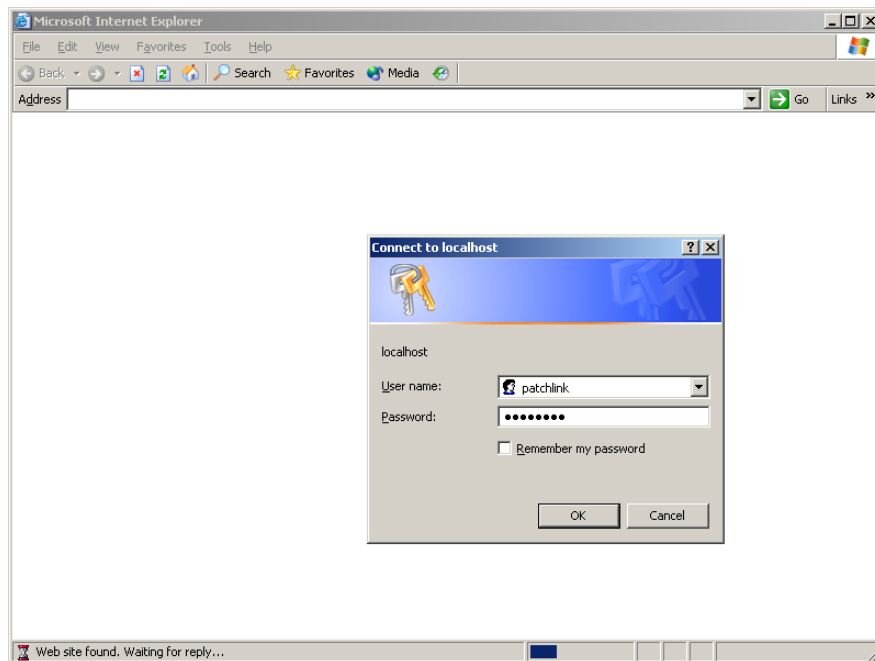 Microsoft Internet Explorer
File Edit View Favorites Tools Help
Back Search Favorites Media
Address Go Links »
Connect to localhost
localhost
User name: patchlink
Password: ••••••••
Remember my password
OK Cancel
Web site found. Waiting for reply...